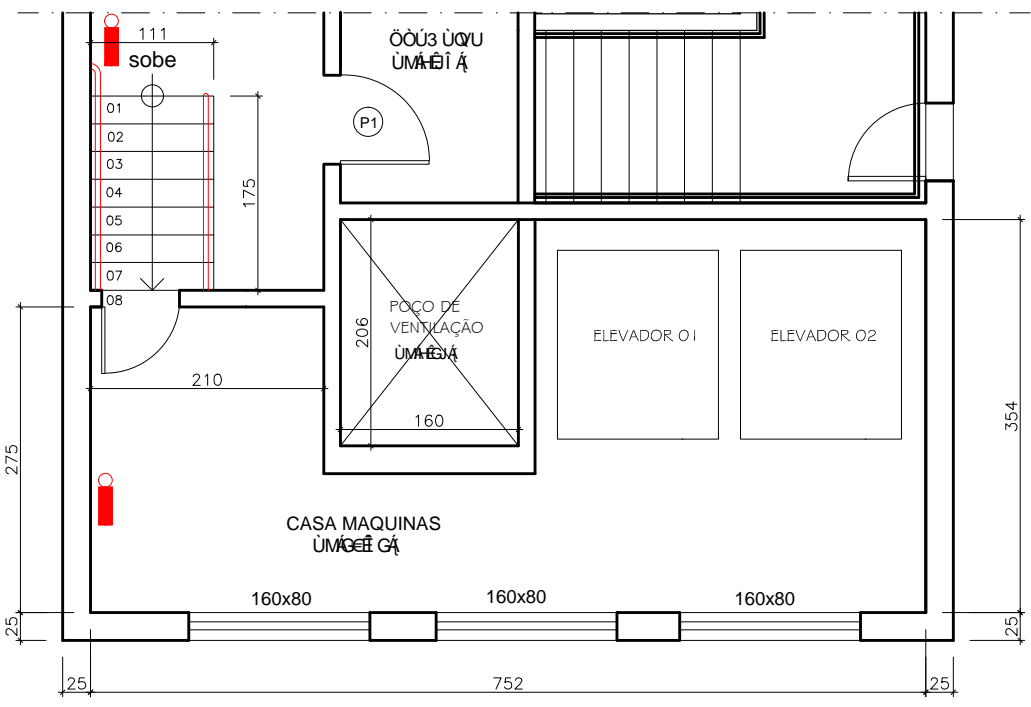 111
sobe
01
02
03
04
05
06
07
08
175
P1
POÇO DE
VENTILAÇÃO
206
160
ELEVADOR 01
ELEVADOR 02
210
275
354
CASA MAQUINAS
160x80
160x80
160x80
25
25
25
752
25